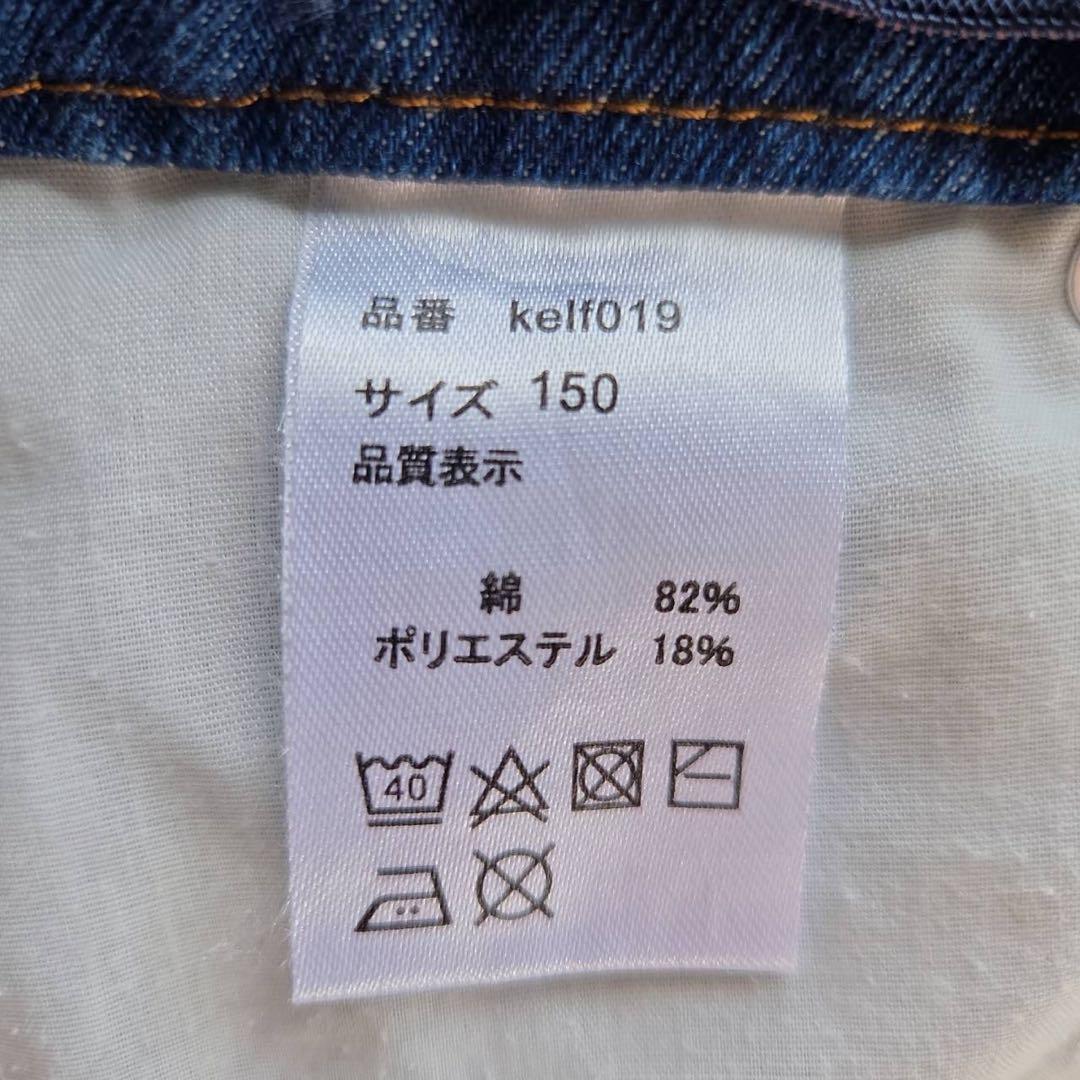 品番 kelf019
サイズ 150
品質表示
綿 82%
ポリエステル 18%
40